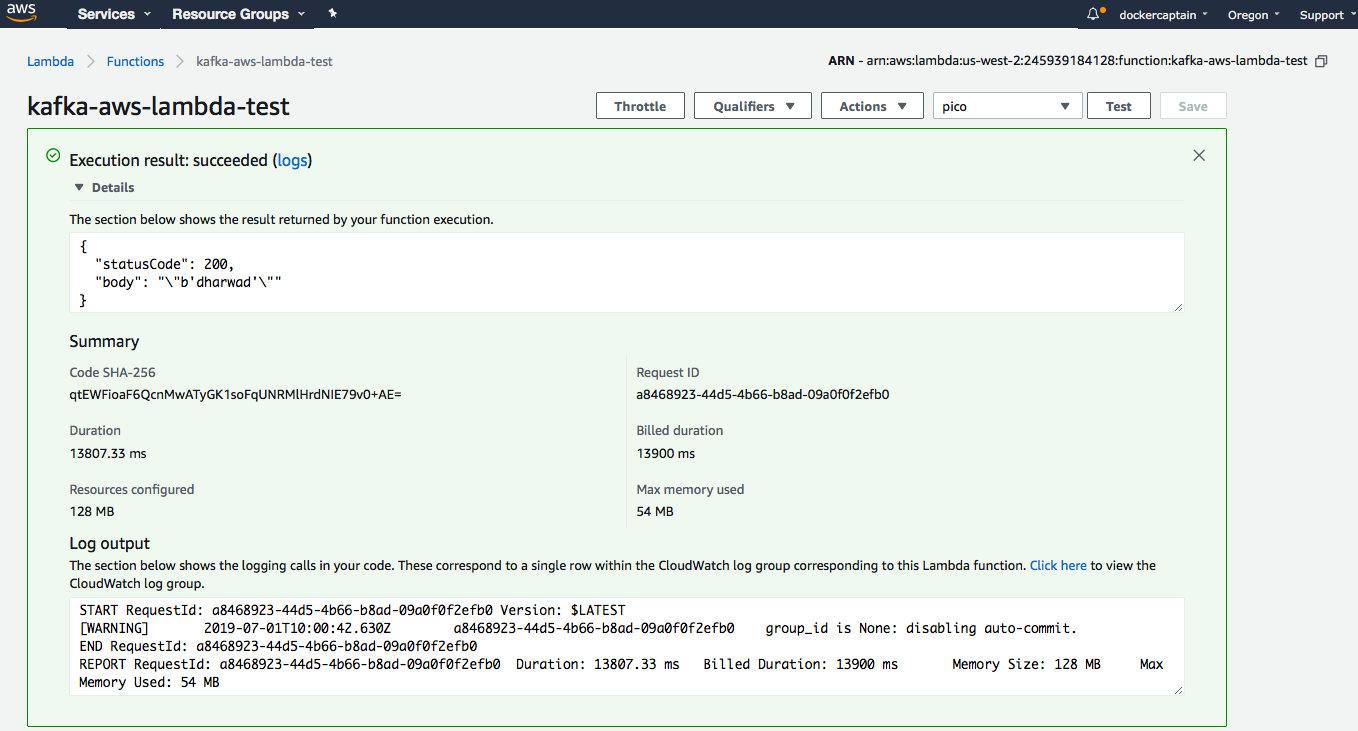 aws Services Resource Groups dockercaptain Oregon Support
Lambda Functions kafka-aws-lambda-test ARN - arn:aws:lambda:us-west-2:245939184128:function:kafka-aws-lambda-test
kafka-aws-lambda-test Throttle Qualifiers Actions pico Test Save
Execution result: succeeded (logs)
Details
The section below shows the result returned by your function execution.
{
"statusCode": 200,
"body": "\"b'dharwad'\""
}
Summary
Code SHA-256 Request ID
qtEWFioaF6QcnMwATyGK1soFqUNRMlHrdNIE79v0+AE= a8468923-44d5-4b66-b8ad-09a0f0f2efb0
Duration Billed duration
13807.33 ms 13900 ms
Resources configured Max memory used
128 MB 54 MB
Log output
The section below shows the logging calls in your code. These correspond to a single row within the CloudWatch log group corresponding to this Lambda function. Click here to view the
CloudWatch log group.
START RequestId: a8468923-44d5-4b66-b8ad-09a0f0f2efb0 Version: $LATEST
[WARNING] 2019-07-01T10:00:42.630Z a8468923-44d5-4b66-b8ad-09a0f0f2efb0 group_id is None: disabling auto-commit.
END RequestId: a8468923-44d5-4b66-b8ad-09a0f0f2efb0
REPORT RequestId: a8468923-44d5-4b66-b8ad-09a0f0f2efb0 Duration: 13807.33 ms Billed Duration: 13900 ms Memory Size: 128 MB Max
Memory Used: 54 MB